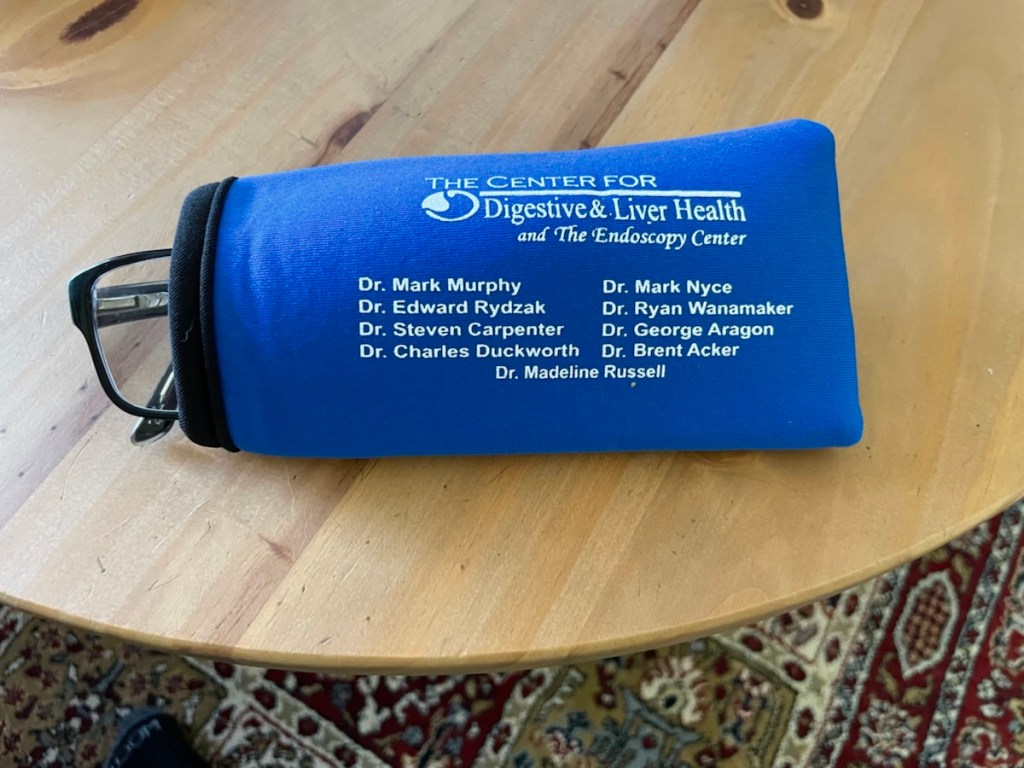 THE CENTER FOR
Digestive & Liver Health
and The Endoscopy Center
Dr. Mark Murphy
Dr. Edward Rydzak
Dr. Steven Carpenter
Dr. Charles Duckworth
Dr. Mark Nyce
Dr. Ryan Wanamaker
Dr. George Aragon
Dr. Brent Acker
Dr. Madeline Russell